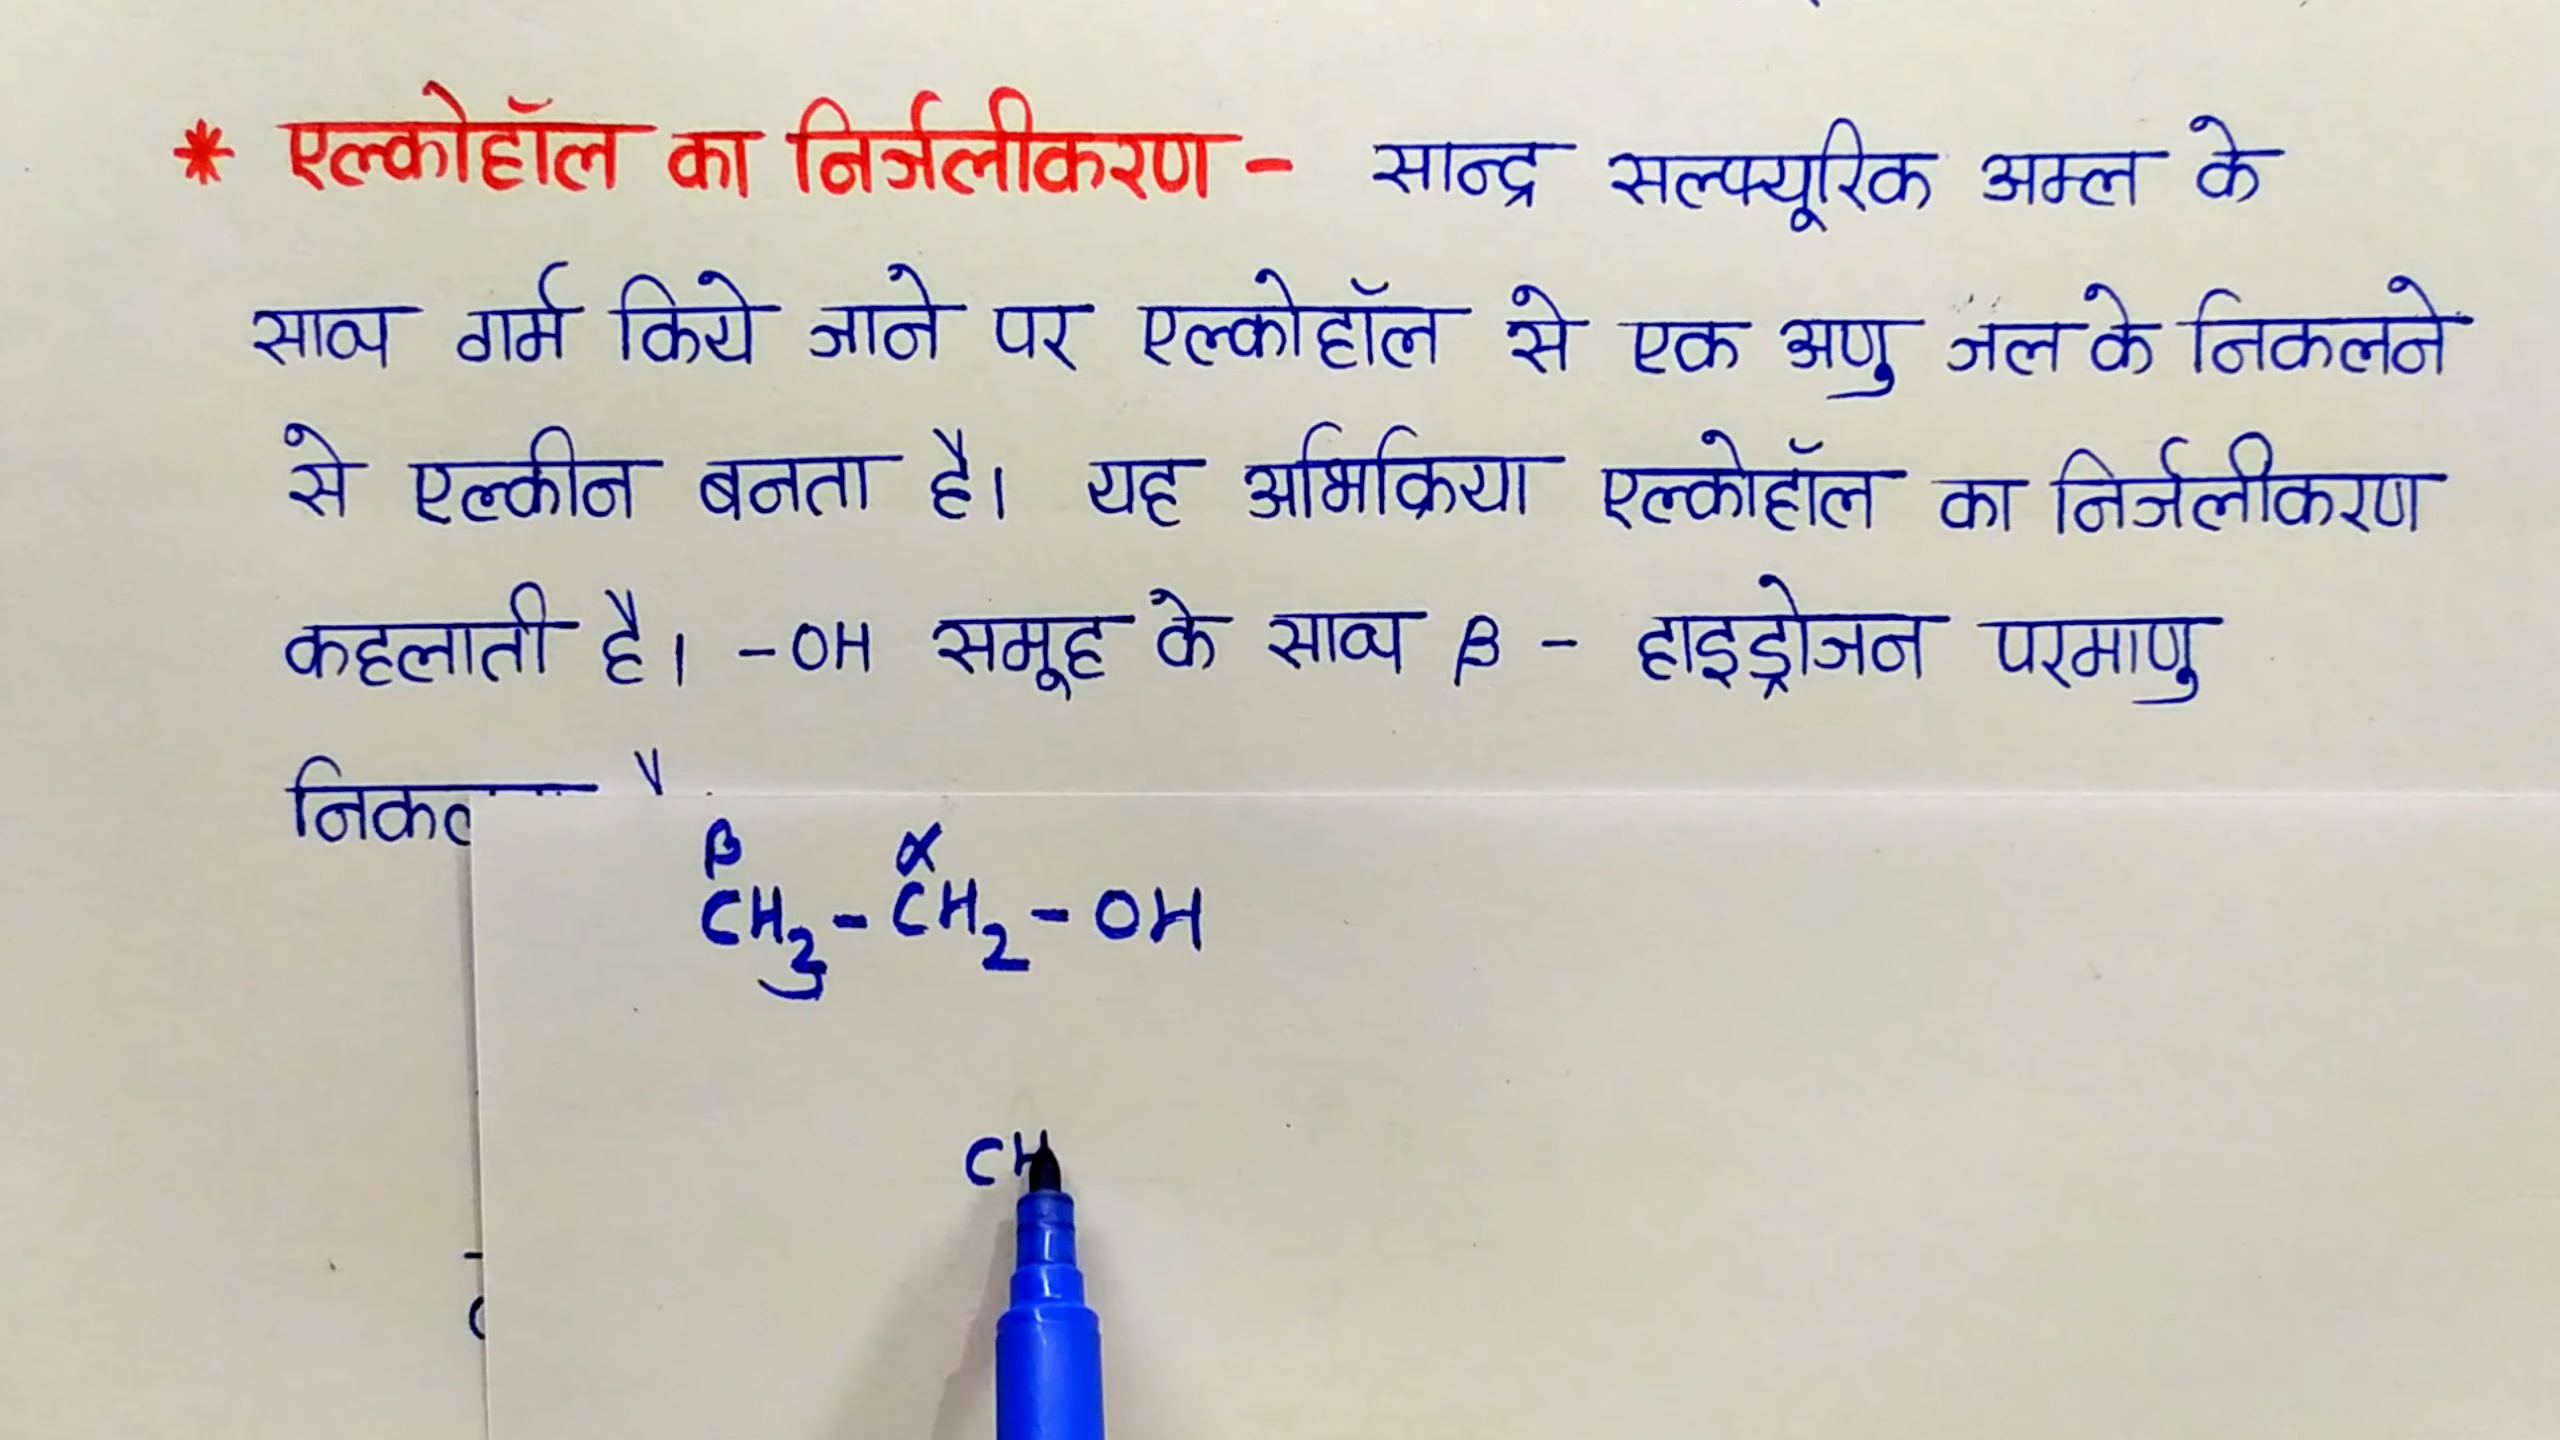 * एल्कोहॉल का निर्जलीकरण - सान्द्र सल्फ्यूरिक अम्ल के
साथ गर्म किये जाने पर एल्कोहॉल से एक अणु जल के निकलने
से एल्कीन बनता है। यह अभिक्रिया एल्कोहॉल का निर्जलीकरण
कहलाती है। -OH समूह के साथ β - हाइड्रोजन परमाणु
β α
CH₃-CH₂-OH
CH